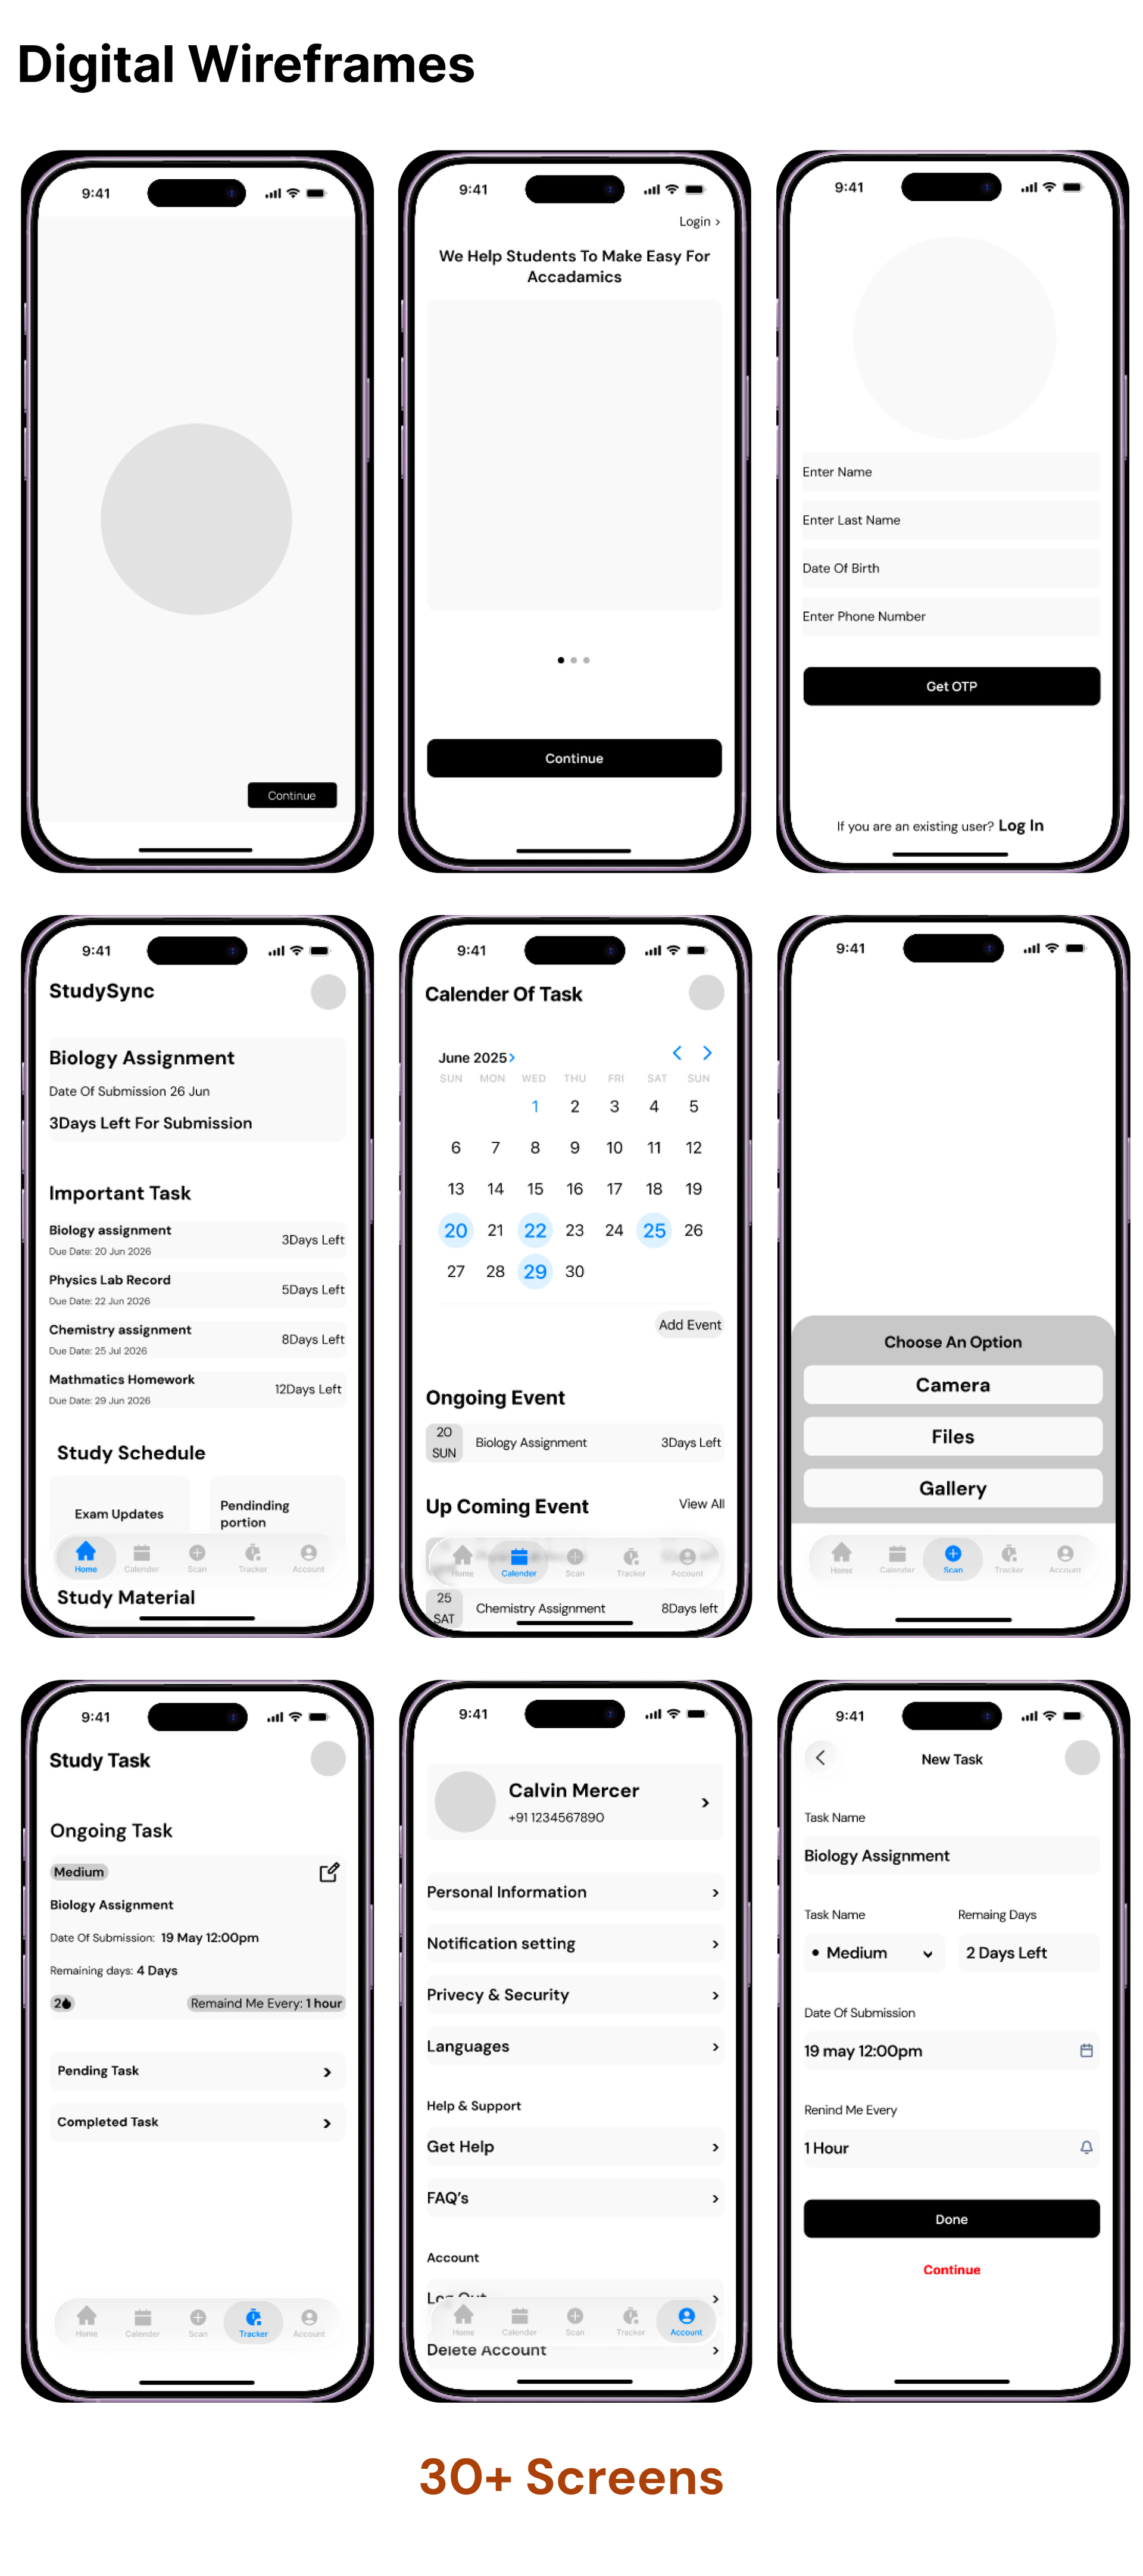 Digital Wireframes
9:41
Continue
9:41
Login >
We Help Students To Make Easy For
Accadamics
Continue
9:41
Enter Name
Enter Last Name
Date Of Birth
Enter Phone Number
Get OTP
If you are an existing user? Log In
9:41
StudySync
Biology Assignment
Date Of Submission 26 Jun
3Days Left For Submission
Important Task
Biology assignment
Due Date: 20 Jun 2026
3Days Left
Physics Lab Record
Due Date: 22 Jun 2026
5Days Left
Chemistry assignment
Due Date: 25 Jul 2026
8Days Left
Mathmatics Homework
Due Date: 29 Jun 2026
12Days Left
Study Schedule
Exam Updates
Pendinding
portion
Home Calender Scan Tracker Account
Study Material
9:41
Calender Of Task
June 2025>
SUN MON WED THU FRI SAT SUN
1 2 3 4 5
6 7 8 9 10 11 12
13 14 15 16 17 18 19
20 21 22 23 24 25 26
27 28 29 30
Add Event
Ongoing Event
20
SUN
Biology Assignment
3Days Left
Up Coming Event
View All
Home Calender Scan Tracker Account
25
SAT
Chemistry Assignment
8Days left
9:41
Choose An Option
Camera
Files
Gallery
Home Calender Scan Tracker Account
9:41
Study Task
Ongoing Task
Medium
Biology Assignment
Date Of Submission: 19 May 12:00pm
Remaining days: 4 Days
2
Remaind Me Every: 1 hour
Pending Task
Completed Task
Home Calender Scan Tracker Account
9:41
Calvin Mercer
+91 1234567890
Personal Information
Notification setting
Privacy & Security
Languages
Help & Support
Get Help
FAQ's
Account
Log Out
Home Calender Scan Tracker Account
Delete Account
9:41
New Task
Task Name
Biology Assignment
Task Name
Remaing Days
Medium
2 Days Left
Date Of Submission
19 may 12:00pm
Renind Me Every
1 Hour
Done
Continue
30+ Screens